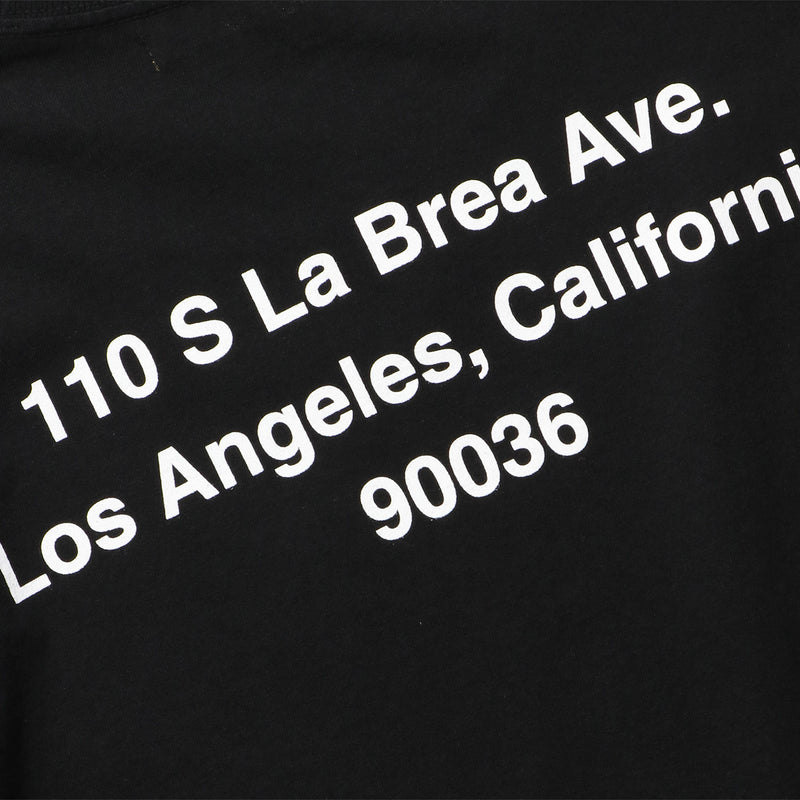 110 S La Brea Ave.
Los Angeles, Californi
90036